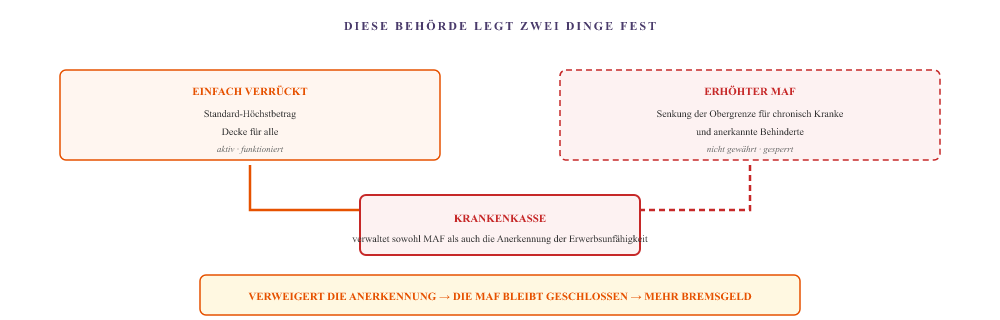 DIESE BEHÖRDE LEGT ZWEI DINGE FEST
EINFACH VERRÜCKT
Standard-Höchstbetrag
Decke für alle
aktiv · funktioniert
ERHÖHTER MAF
Senkung der Obergrenze für chronisch Kranke
und anerkannte Behinderte
nicht gewährt · gesperrt
KRANKENKASSE
verwaltet sowohl MAF als auch die Anerkennung der Erwerbsunfähigkeit
VERWEIGERT DIE ANERKENNUNG → DIE MAF BLEIBT GESCHLOSSEN → MEHR BREMSGELD